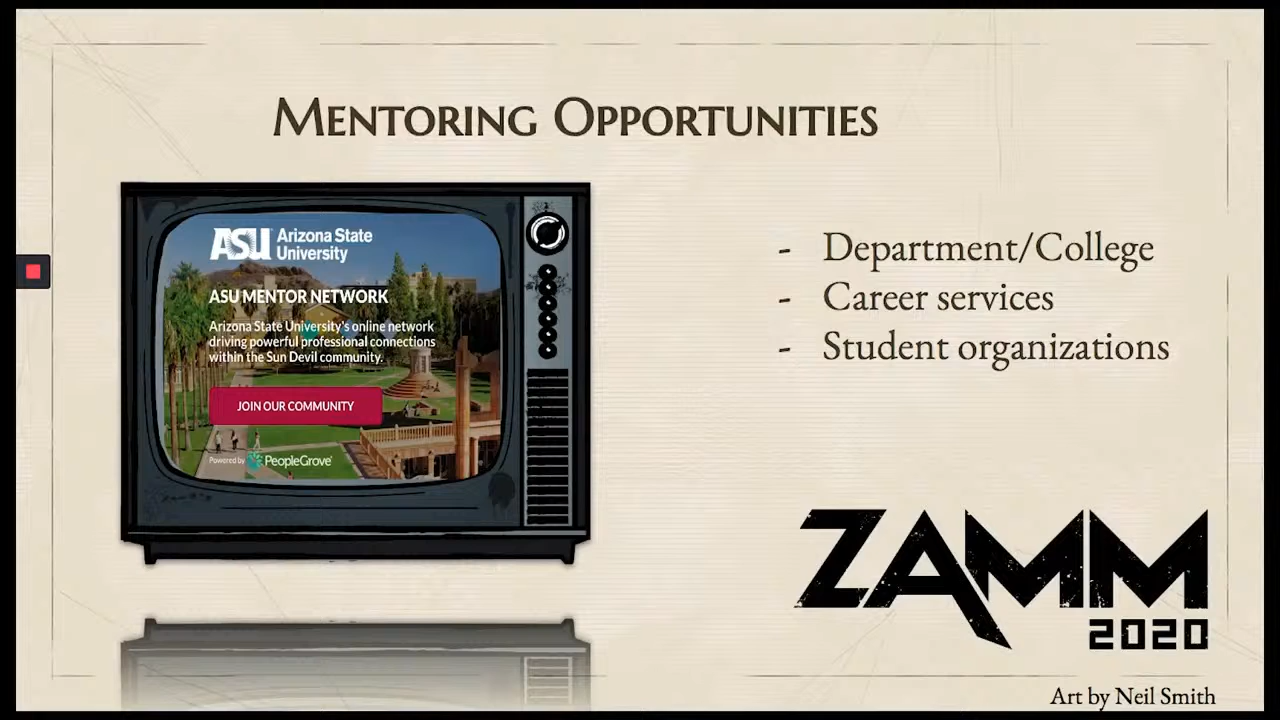 Mentoring Opportunities
ASU Arizona State
University
ASU MENTOR NETWORK
Arizona State University's online network
driving powerful professional connections
within the Sun Devil community.
JOIN OUR COMMUNITY
Powered by PeopleGrove
- Department/College
- Career services
- Student organizations
ZAMM
2020
Art by Neil Smith